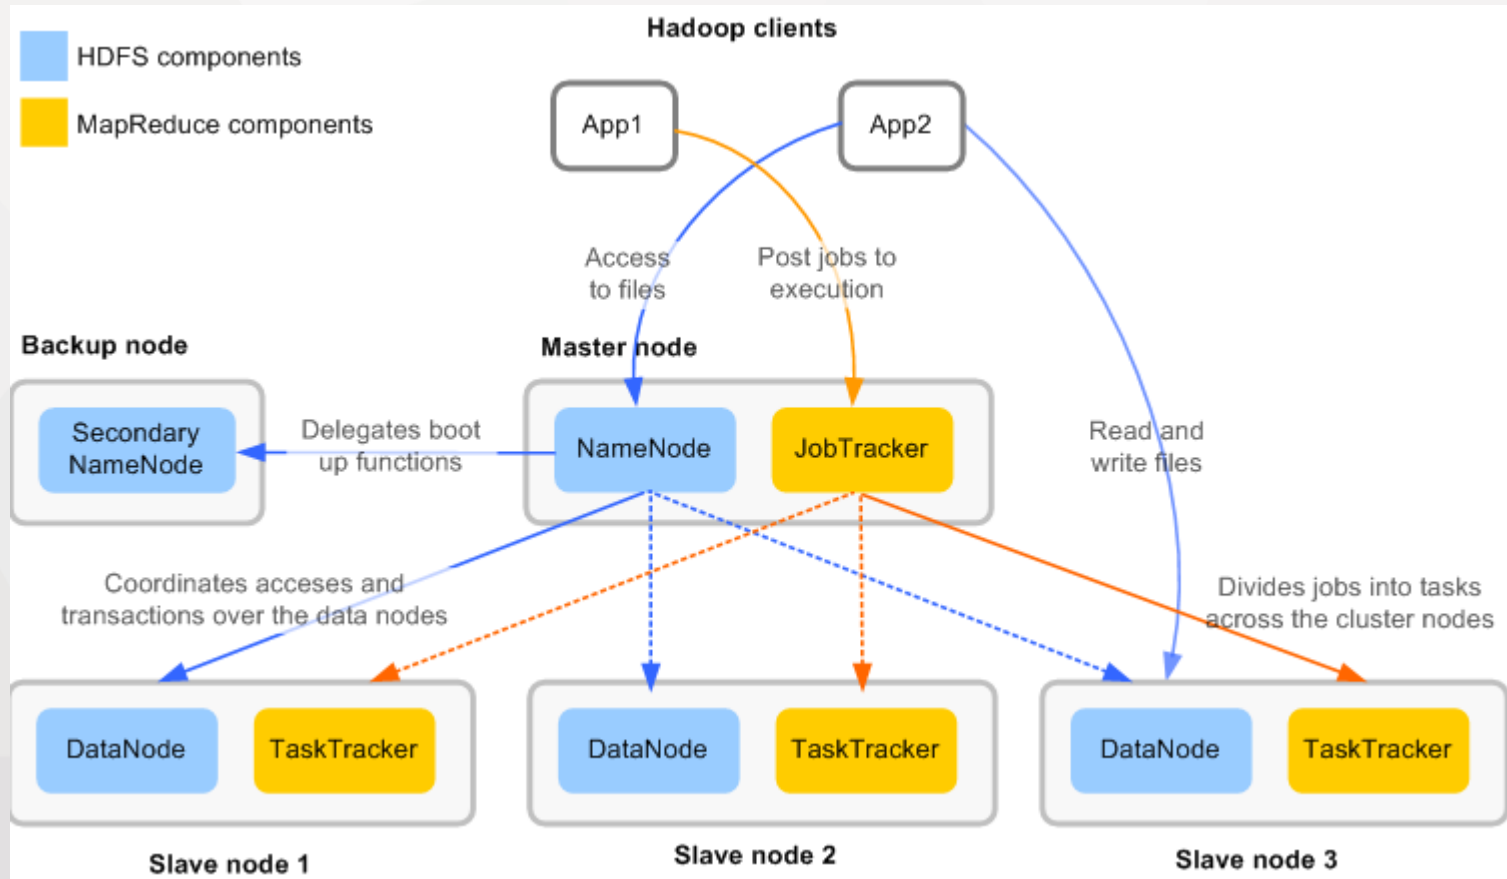 Hadoop clients
HDFS components
MapReduce components
App1
App2
Access
to files
Post jobs to
execution
Backup node
Master node
Secondary
NameNode
Delegates boot
up functions
NameNode
JobTracker
Read and
write files
Coordinates acceses and
transactions over the data nodes
Divides jobs into tasks
across the cluster nodes
DataNode
TaskTracker
DataNode
TaskTracker
DataNode
TaskTracker
Slave node 1
Slave node 2
Slave node 3